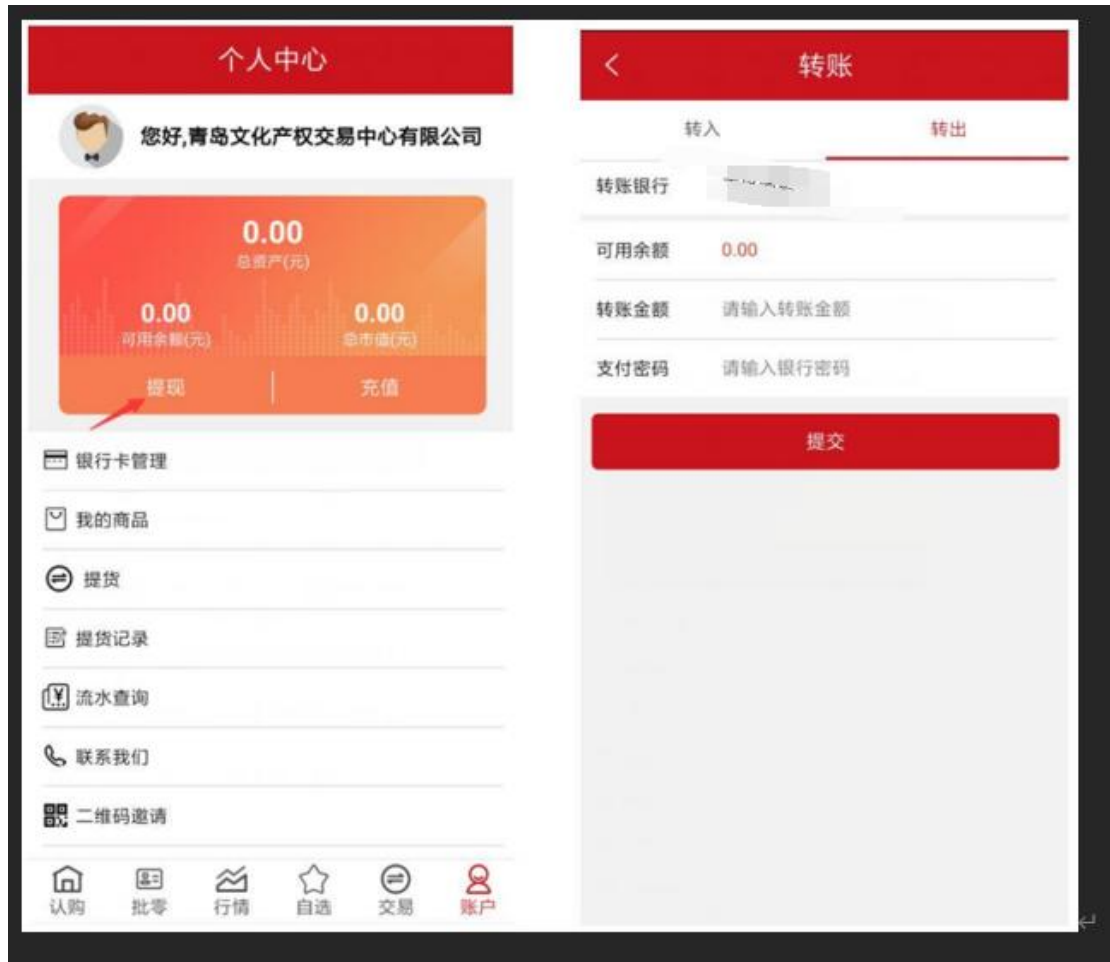 个人中心
您好,青岛文化产权交易中心有限公司
0.00
总资产(元)
0.00 0.00
可用余额(元) 总市值(元)
提现 充值
银行卡管理
我的商品
提货
提货记录
流水查询
联系我们
二维码邀请
认购 批零 行情 自选 交易 账户
转账
转入 转出
转账银行
可用余额 0.00
转账金额 请输入转账金额
支付密码 请输入银行密码
提交